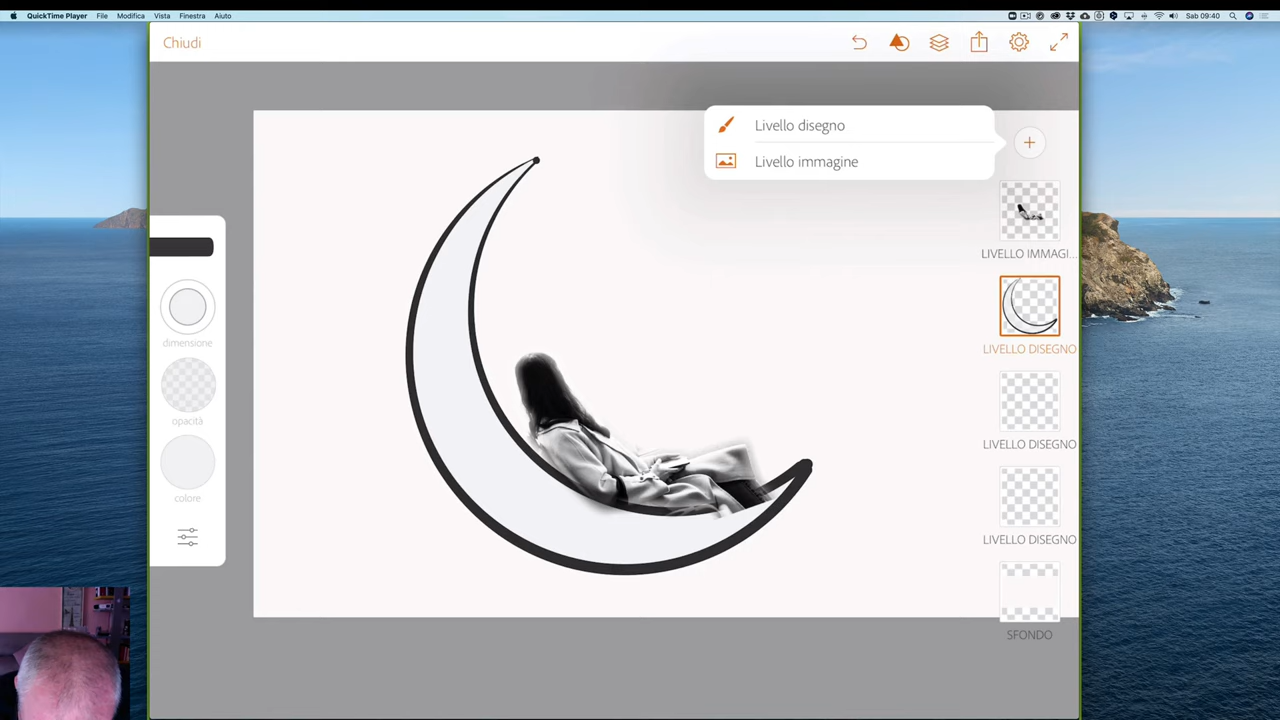 QuickTime Player File Modifica Vista Finestra Aiuto
Sab 09:40
Chiudi
Livello disegno
Livello immagine
LIVELLO IMMAGI...
dimensione
LIVELLO DISEGNO
opacità
LIVELLO DISEGNO
colore
LIVELLO DISEGNO
SFONDO